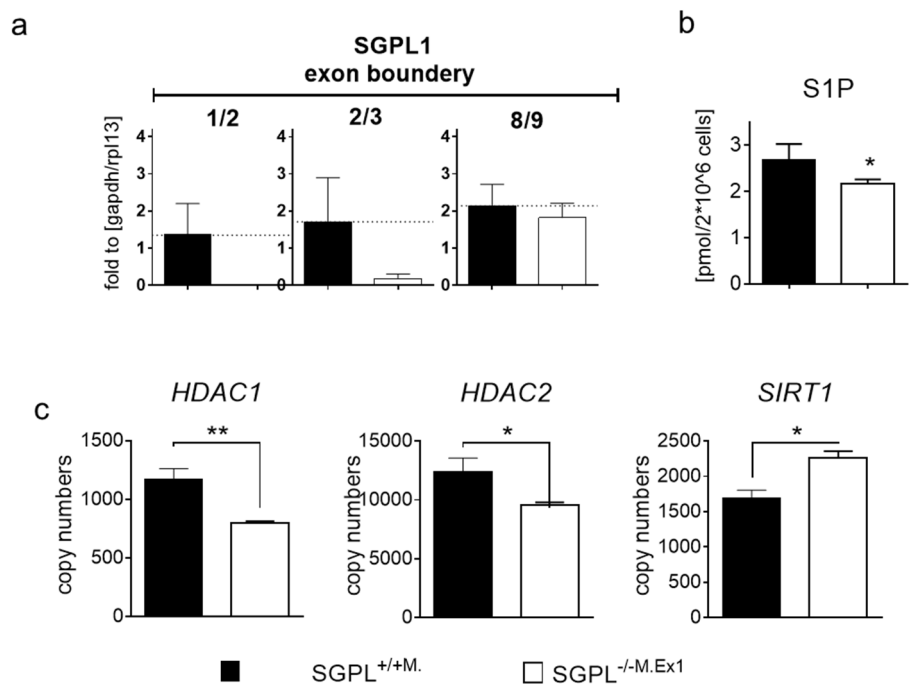 a
SGPL1
exon boundery
1/2
2/3
8/9
fold to [gapdh/rpl13]
4
3
2
1
0
4
3
2
1
0
4
3
2
1
0
b
S1P
[pmol/2*10^6 cells]
3
2
1
0
*
c
HDAC1
copy numbers
1500
1000
500
0
**
HDAC2
copy numbers
15000
10000
5000
0
*
SIRT1
copy numbers
2500
2000
1500
1000
500
0
*
SGPL+/+M.
SGPL-/-M.Ex1